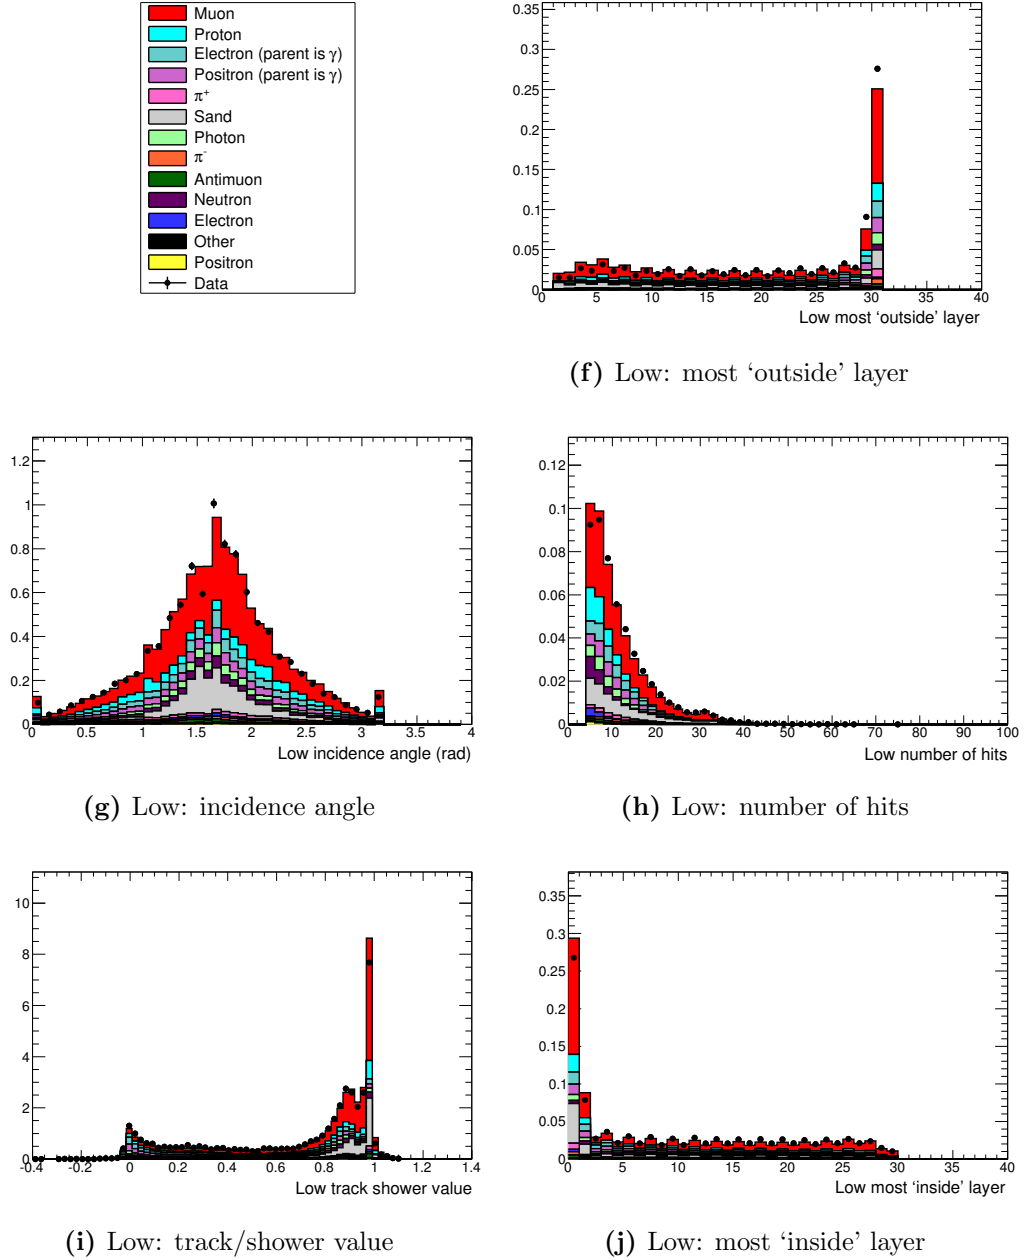 Muon
Proton
Electron (parent is γ)
Positron (parent is γ)
π⁺
Sand
Photon
π⁻
Antimuon
Neutron
Electron
Other
Positron
Data
0.35
0.3
0.25
0.2
0.15
0.1
0.05
0
0 5 10 15 20 25 30 35 40
Low most ‘outside’ layer
(f) Low: most ‘outside’ layer
1.2
1
0.8
0.6
0.4
0.2
0
0 0.5 1 1.5 2 2.5 3 3.5 4
Low incidence angle (rad)
(g) Low: incidence angle
0.12
0.1
0.08
0.06
0.04
0.02
0
0 10 20 30 40 50 60 70 80 90 100
Low number of hits
(h) Low: number of hits
10
8
6
4
2
0
-0.4 -0.2 0 0.2 0.4 0.6 0.8 1.0 1.2 1.4
Low track shower value
(i) Low: track/shower value
0.35
0.3
0.25
0.2
0.15
0.1
0.05
0
0 5 10 15 20 25 30 35 40
Low most ‘inside’ layer
(j) Low: most ‘inside’ layer